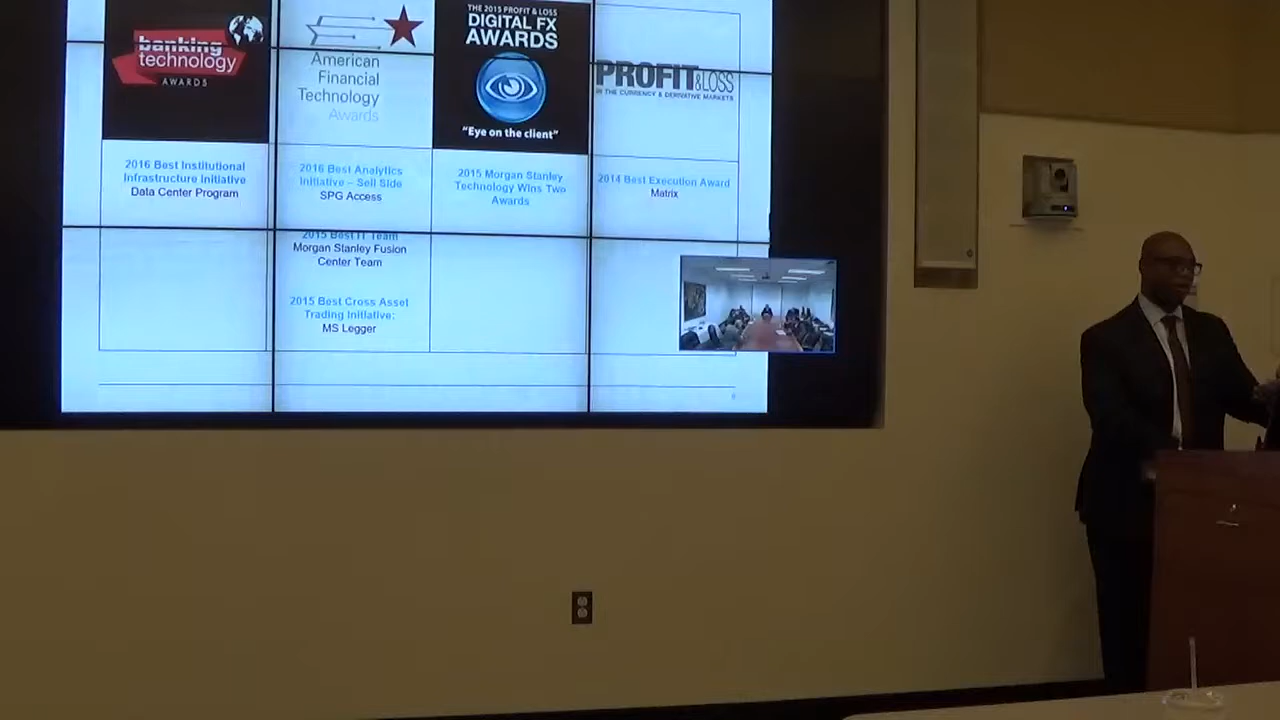 banking
technology
AWARDS
American
Financial
Technology
Awards
THE 2015 PROFIT & LOSS
DIGITAL FX
AWARDS
"Eye on the client"
PROFIT&LOSS
IN THE CURRENCY & DERIVATIVE MARKETS
2016 Best Institutional
Infrastructure Initiative
Data Center Program
2016 Best Analytics
Initiative – Sell Side
SPG Access
2015 Morgan Stanley
Technology Wins Two
Awards
2014 Best Execution Award
Matrix
2015 Best IT Team
Morgan Stanley Fusion
Center Team
2015 Best Cross Asset
Trading Initiative:
MS Legger